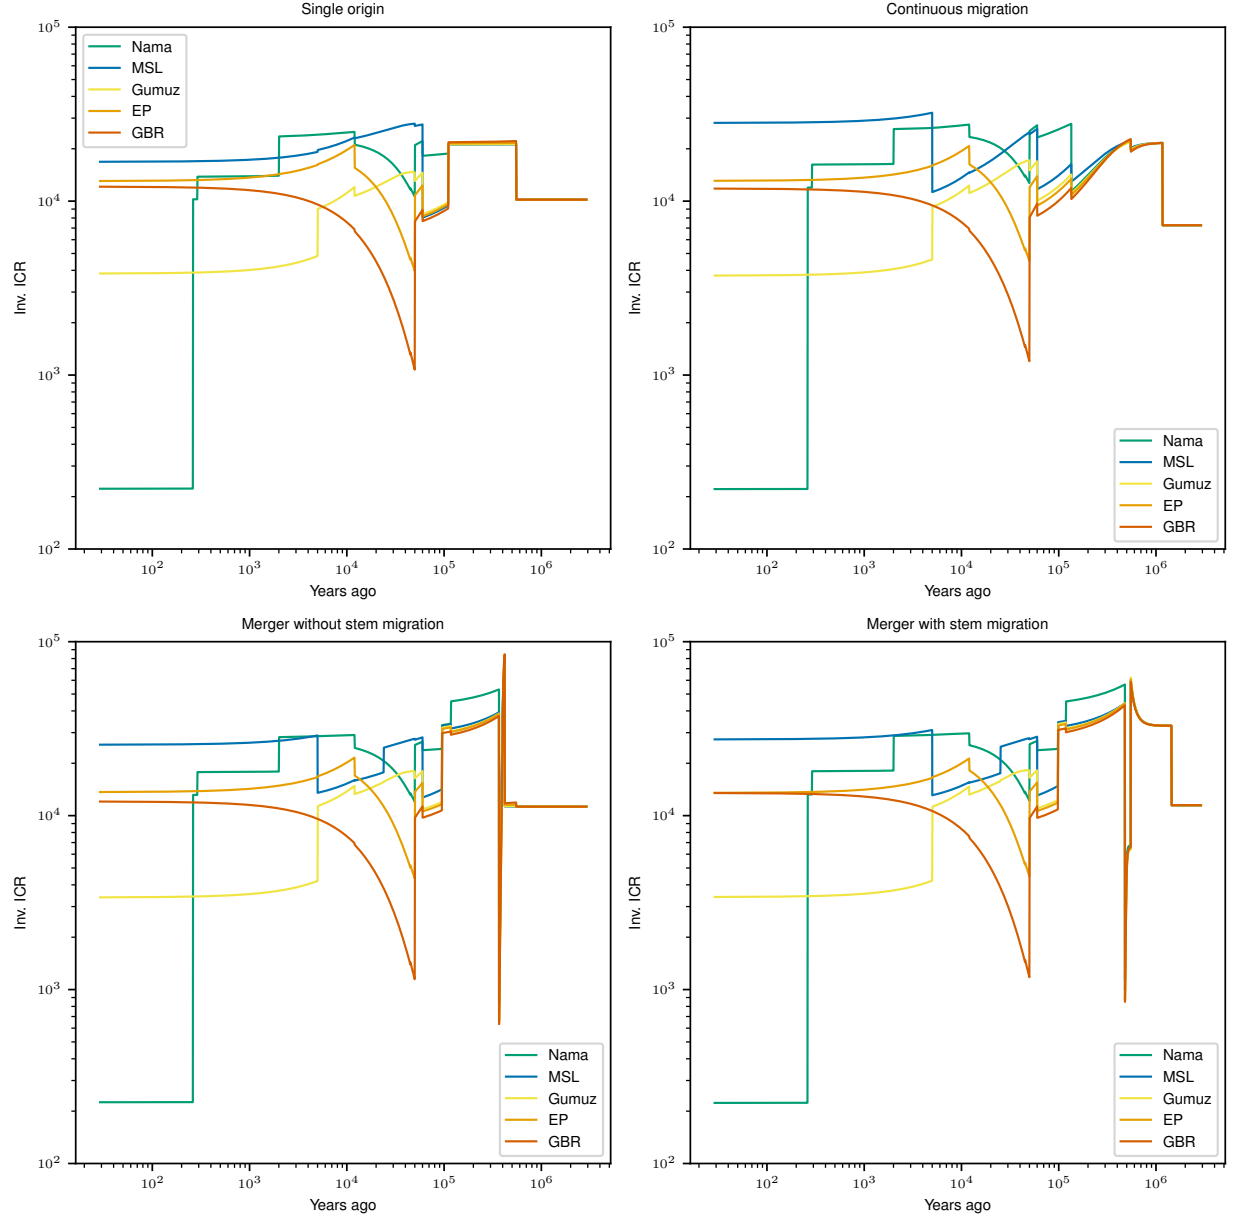 Single origin
10^5
10^4
10^3
10^2
Inv. ICR
Nama
MSL
Gumuz
EP
GBR
10^2 10^3 10^4 10^5 10^6
Years ago
Continuous migration
10^5
10^4
10^3
10^2
Inv. ICR
Nama
MSL
Gumuz
EP
GBR
10^2 10^3 10^4 10^5 10^6
Years ago
Merger without stem migration
10^5
10^4
10^3
10^2
Inv. ICR
Nama
MSL
Gumuz
EP
GBR
10^2 10^3 10^4 10^5 10^6
Years ago
Merger with stem migration
10^5
10^4
10^3
10^2
Inv. ICR
Nama
MSL
Gumuz
EP
GBR
10^2 10^3 10^4 10^5 10^6
Years ago